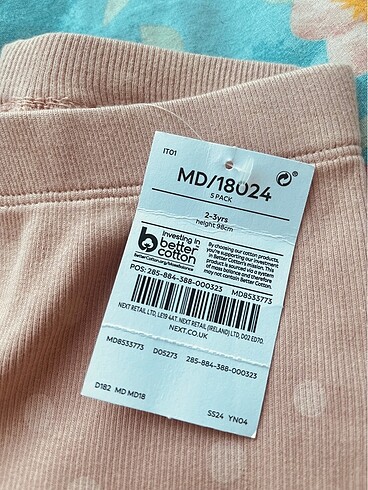 IT01
MD/18024
5 PACK
2-3yrs
height 98cm
investing in
better
cotton
bettercotton.org/massbalance
By choosing our cotton products,
you're supporting our investment
in Better Cotton's mission. This
product is sourced via a system
of mass balance and therefore
may not contain Better Cotton.
POS: 285-884-388-000323 MD8533773
NEXT RETAIL LTD, LE19 4AT. NEXT RETAIL (IRELAND) LTD, D02 ED70.
NEXT.CO.UK
MD8533773 D05273 285-884-388-000323
D182 MD MD18
SS24 YN04